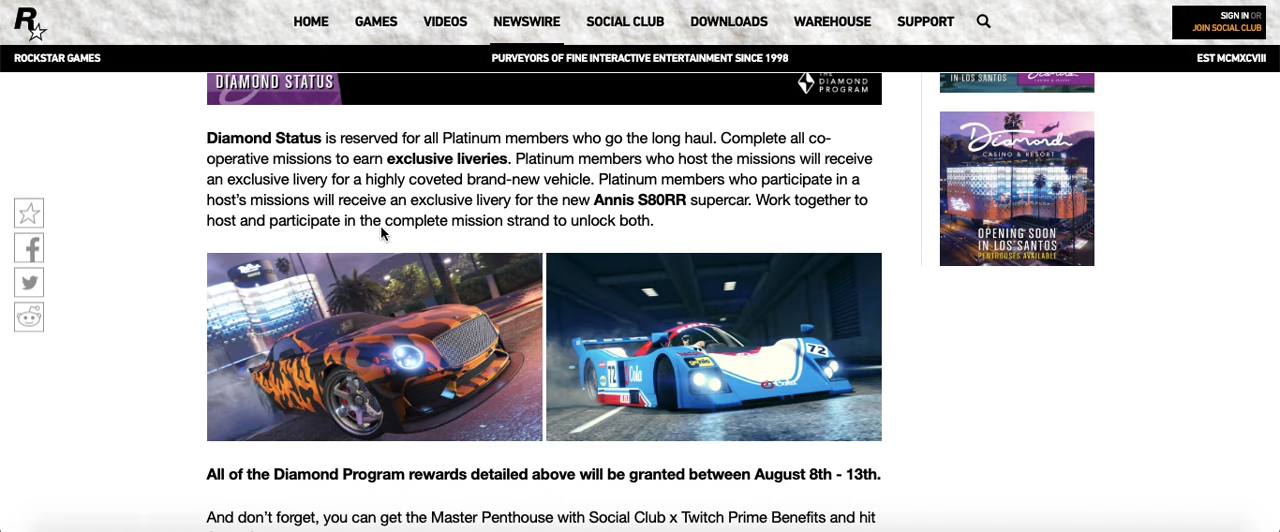 R
HOME GAMES VIDEOS NEWSWIRE SOCIAL CLUB DOWNLOADS WAREHOUSE SUPPORT
SIGN IN OR
JOIN SOCIAL CLUB
ROCKSTAR GAMES
PURVEYORS OF FINE INTERACTIVE ENTERTAINMENT SINCE 1998
EST MCMXCVIII
DIAMOND STATUS
THE
DIAMOND
PROGRAM
IN LOS SANTOS
Diamond Status is reserved for all Platinum members who go the long haul. Complete all co-
operative missions to earn exclusive liveries. Platinum members who host the missions will receive
an exclusive livery for a highly coveted brand-new vehicle. Platinum members who participate in a
host's missions will receive an exclusive livery for the new Annis S80RR supercar. Work together to
host and participate in the complete mission strand to unlock both.
THE
Diamond
CASINO & RESORT
OPENING SOON
IN LOS SANTOS
PENTHOUSES AVAILABLE
72
72
Cola
All of the Diamond Program rewards detailed above will be granted between August 8th - 13th.
And don't forget, you can get the Master Penthouse with Social Club x Twitch Prime Benefits and hit